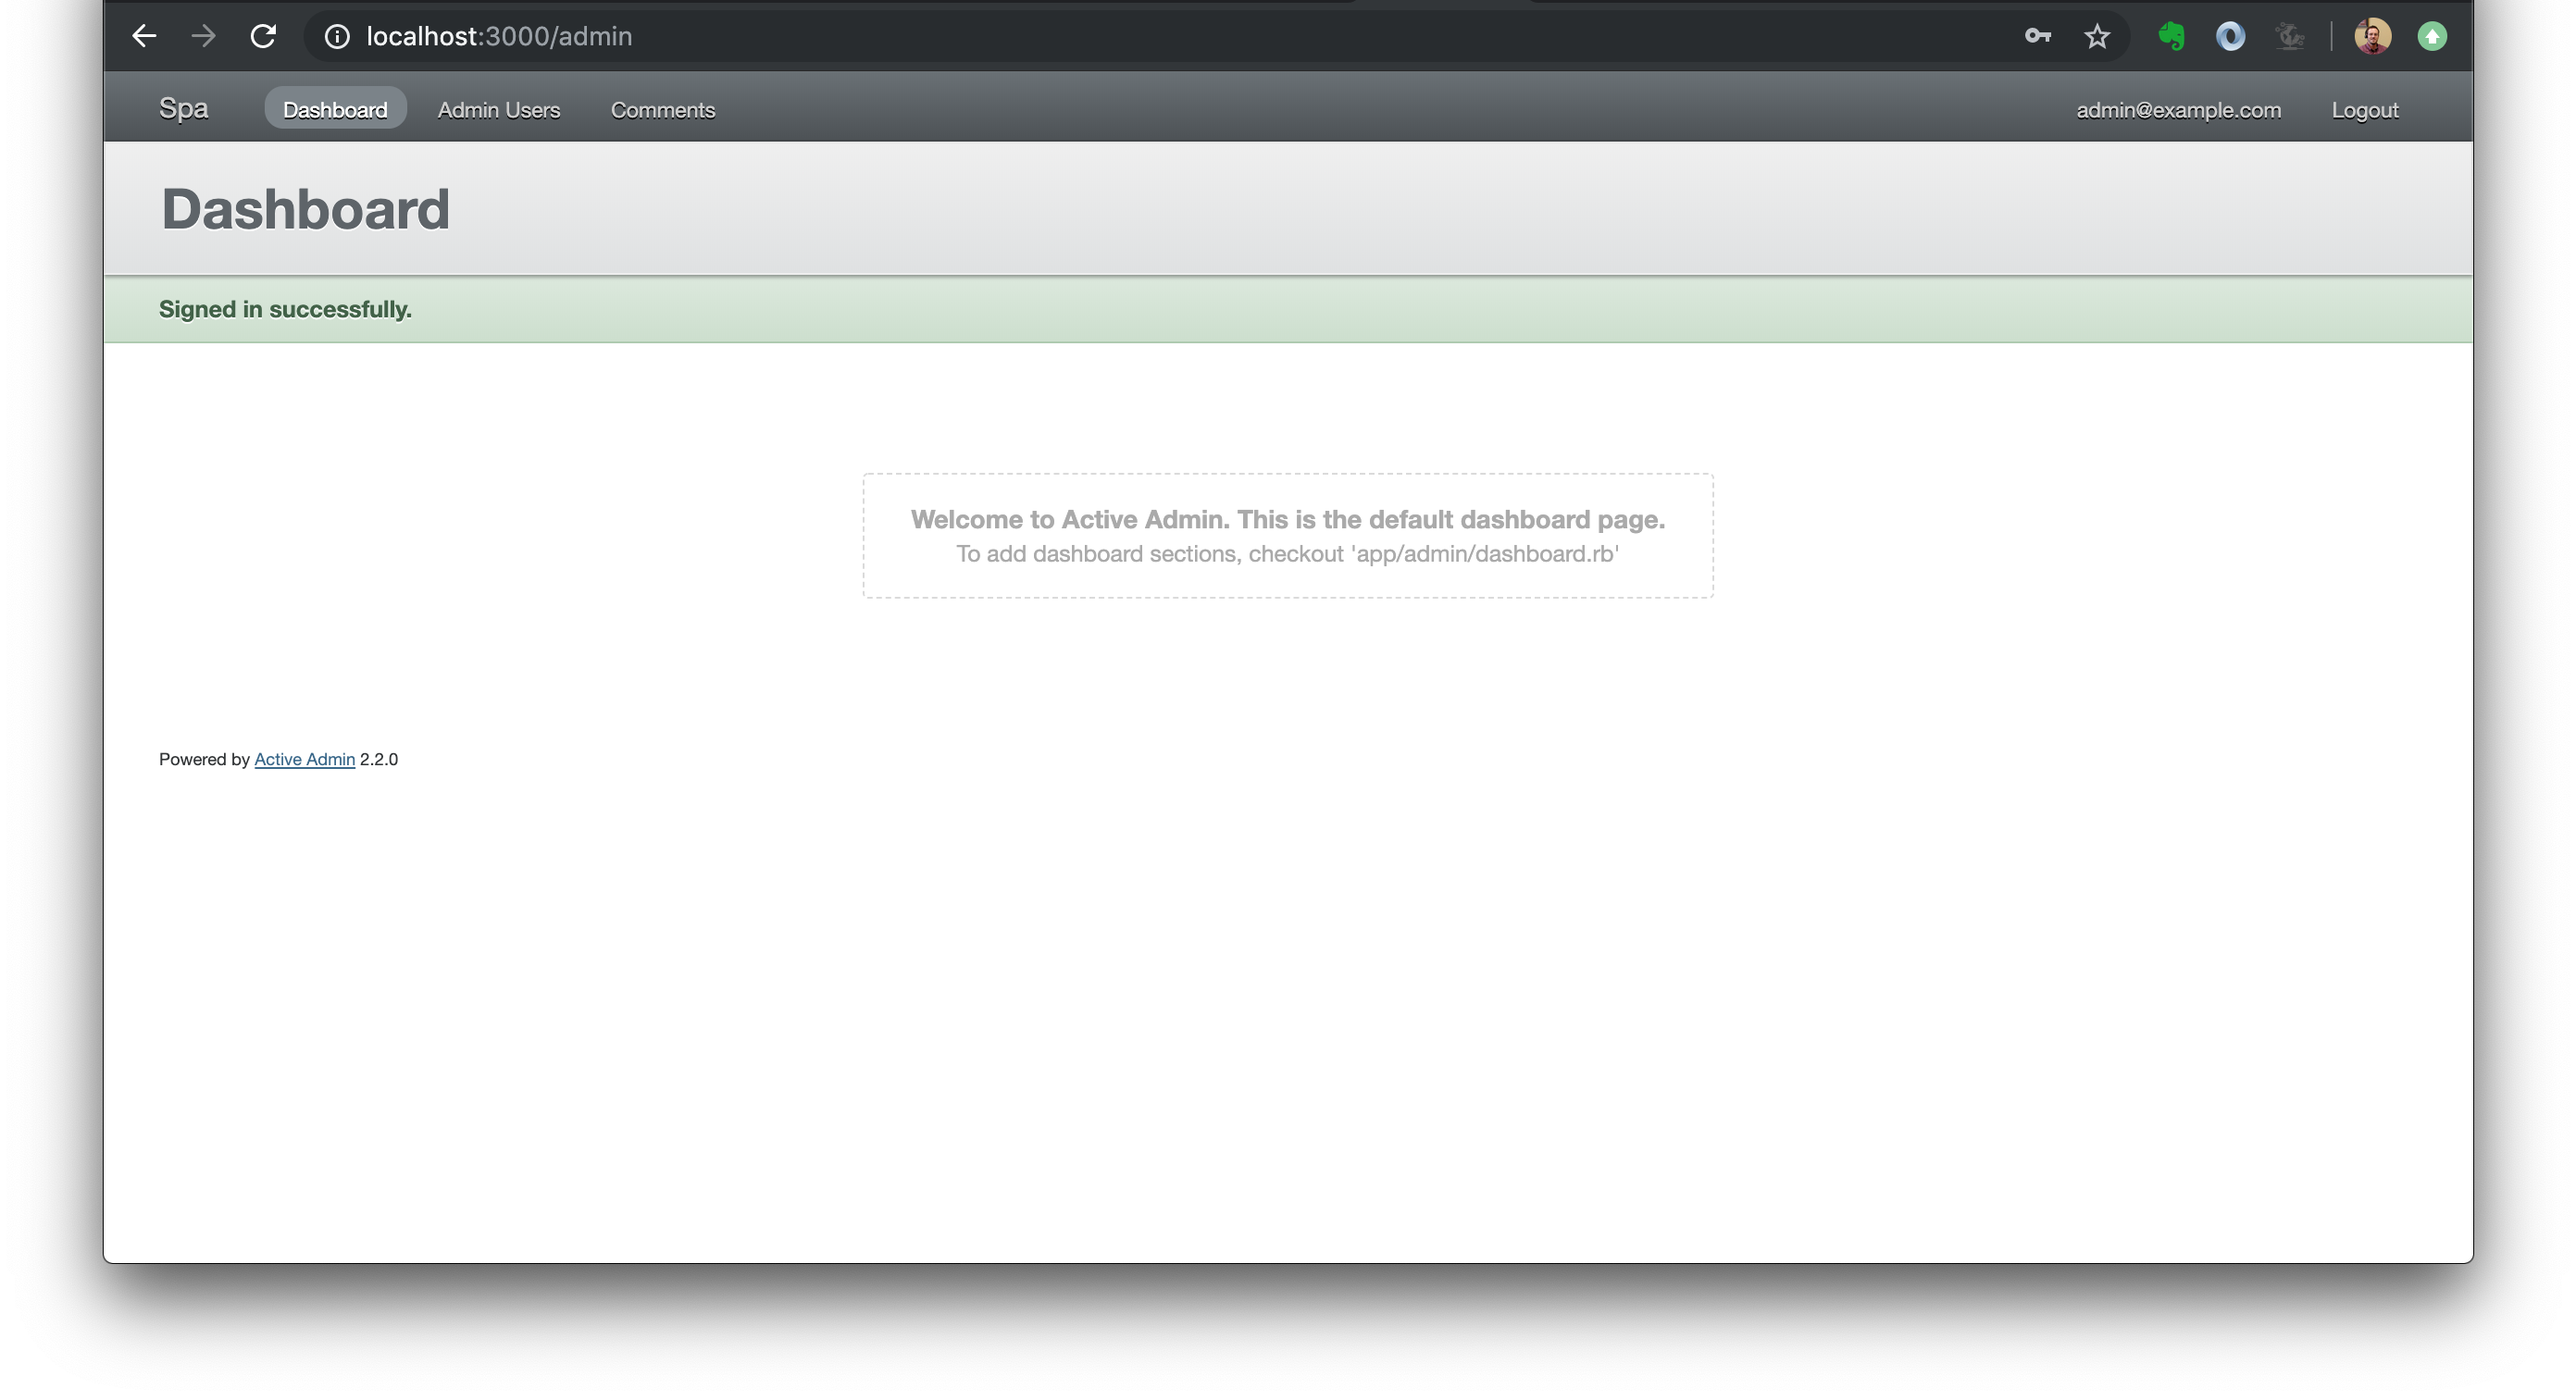 localhost:3000/admin
Spa Dashboard Admin Users Comments admin@example.com Logout
Dashboard
Signed in successfully.
Welcome to Active Admin. This is the default dashboard page.
To add dashboard sections, checkout 'app/admin/dashboard.rb'
Powered by Active Admin 2.2.0